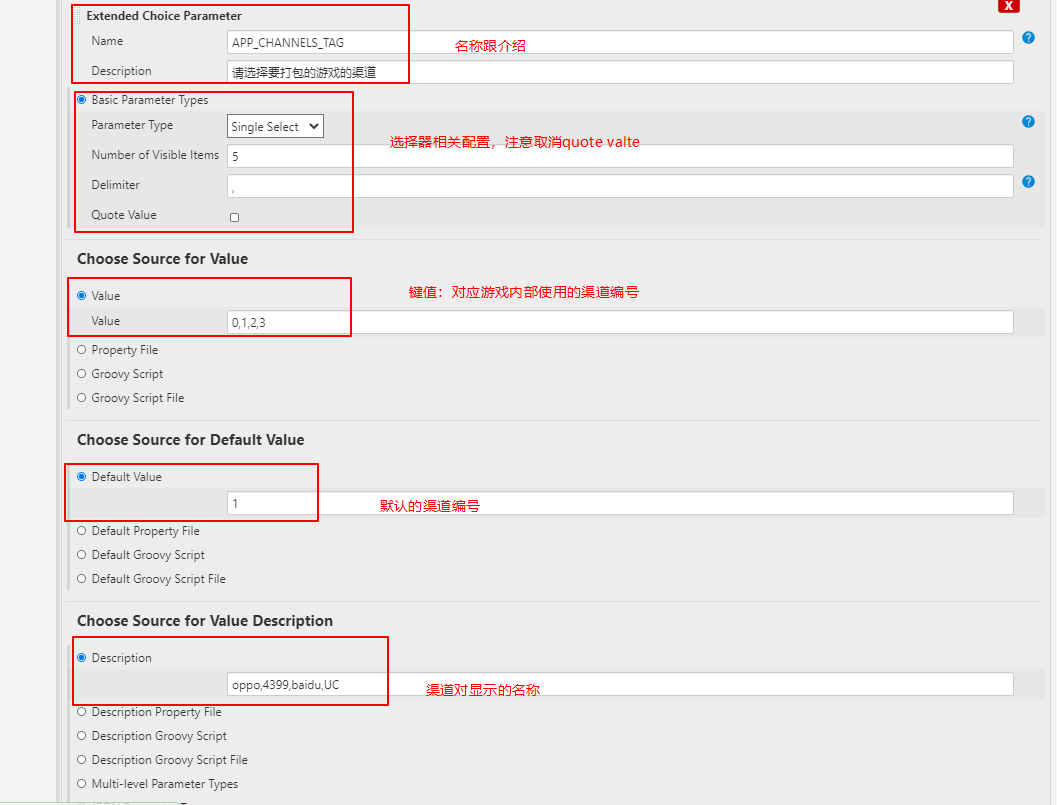 X
Extended Choice Parameter
Name
APP_CHANNELS_TAG
名称跟介绍
Description
请选择要打包的游戏的渠道
Basic Parameter Types
Parameter Type
Single Select
选择器相关配置，注意取消quote valte
Number of Visible Items
5
Delimiter
,
Quote Value
Choose Source for Value
Value
键值：对应游戏内部使用的渠道编号
Value
0,1,2,3
Property File
Groovy Script
Groovy Script File
Choose Source for Default Value
Default Value
1
默认的渠道编号
Default Property File
Default Groovy Script
Default Groovy Script File
Choose Source for Value Description
Description
oppo,4399,baidu,UC
渠道对显示的名称
Description Property File
Description Groovy Script
Description Groovy Script File
Multi-level Parameter Types